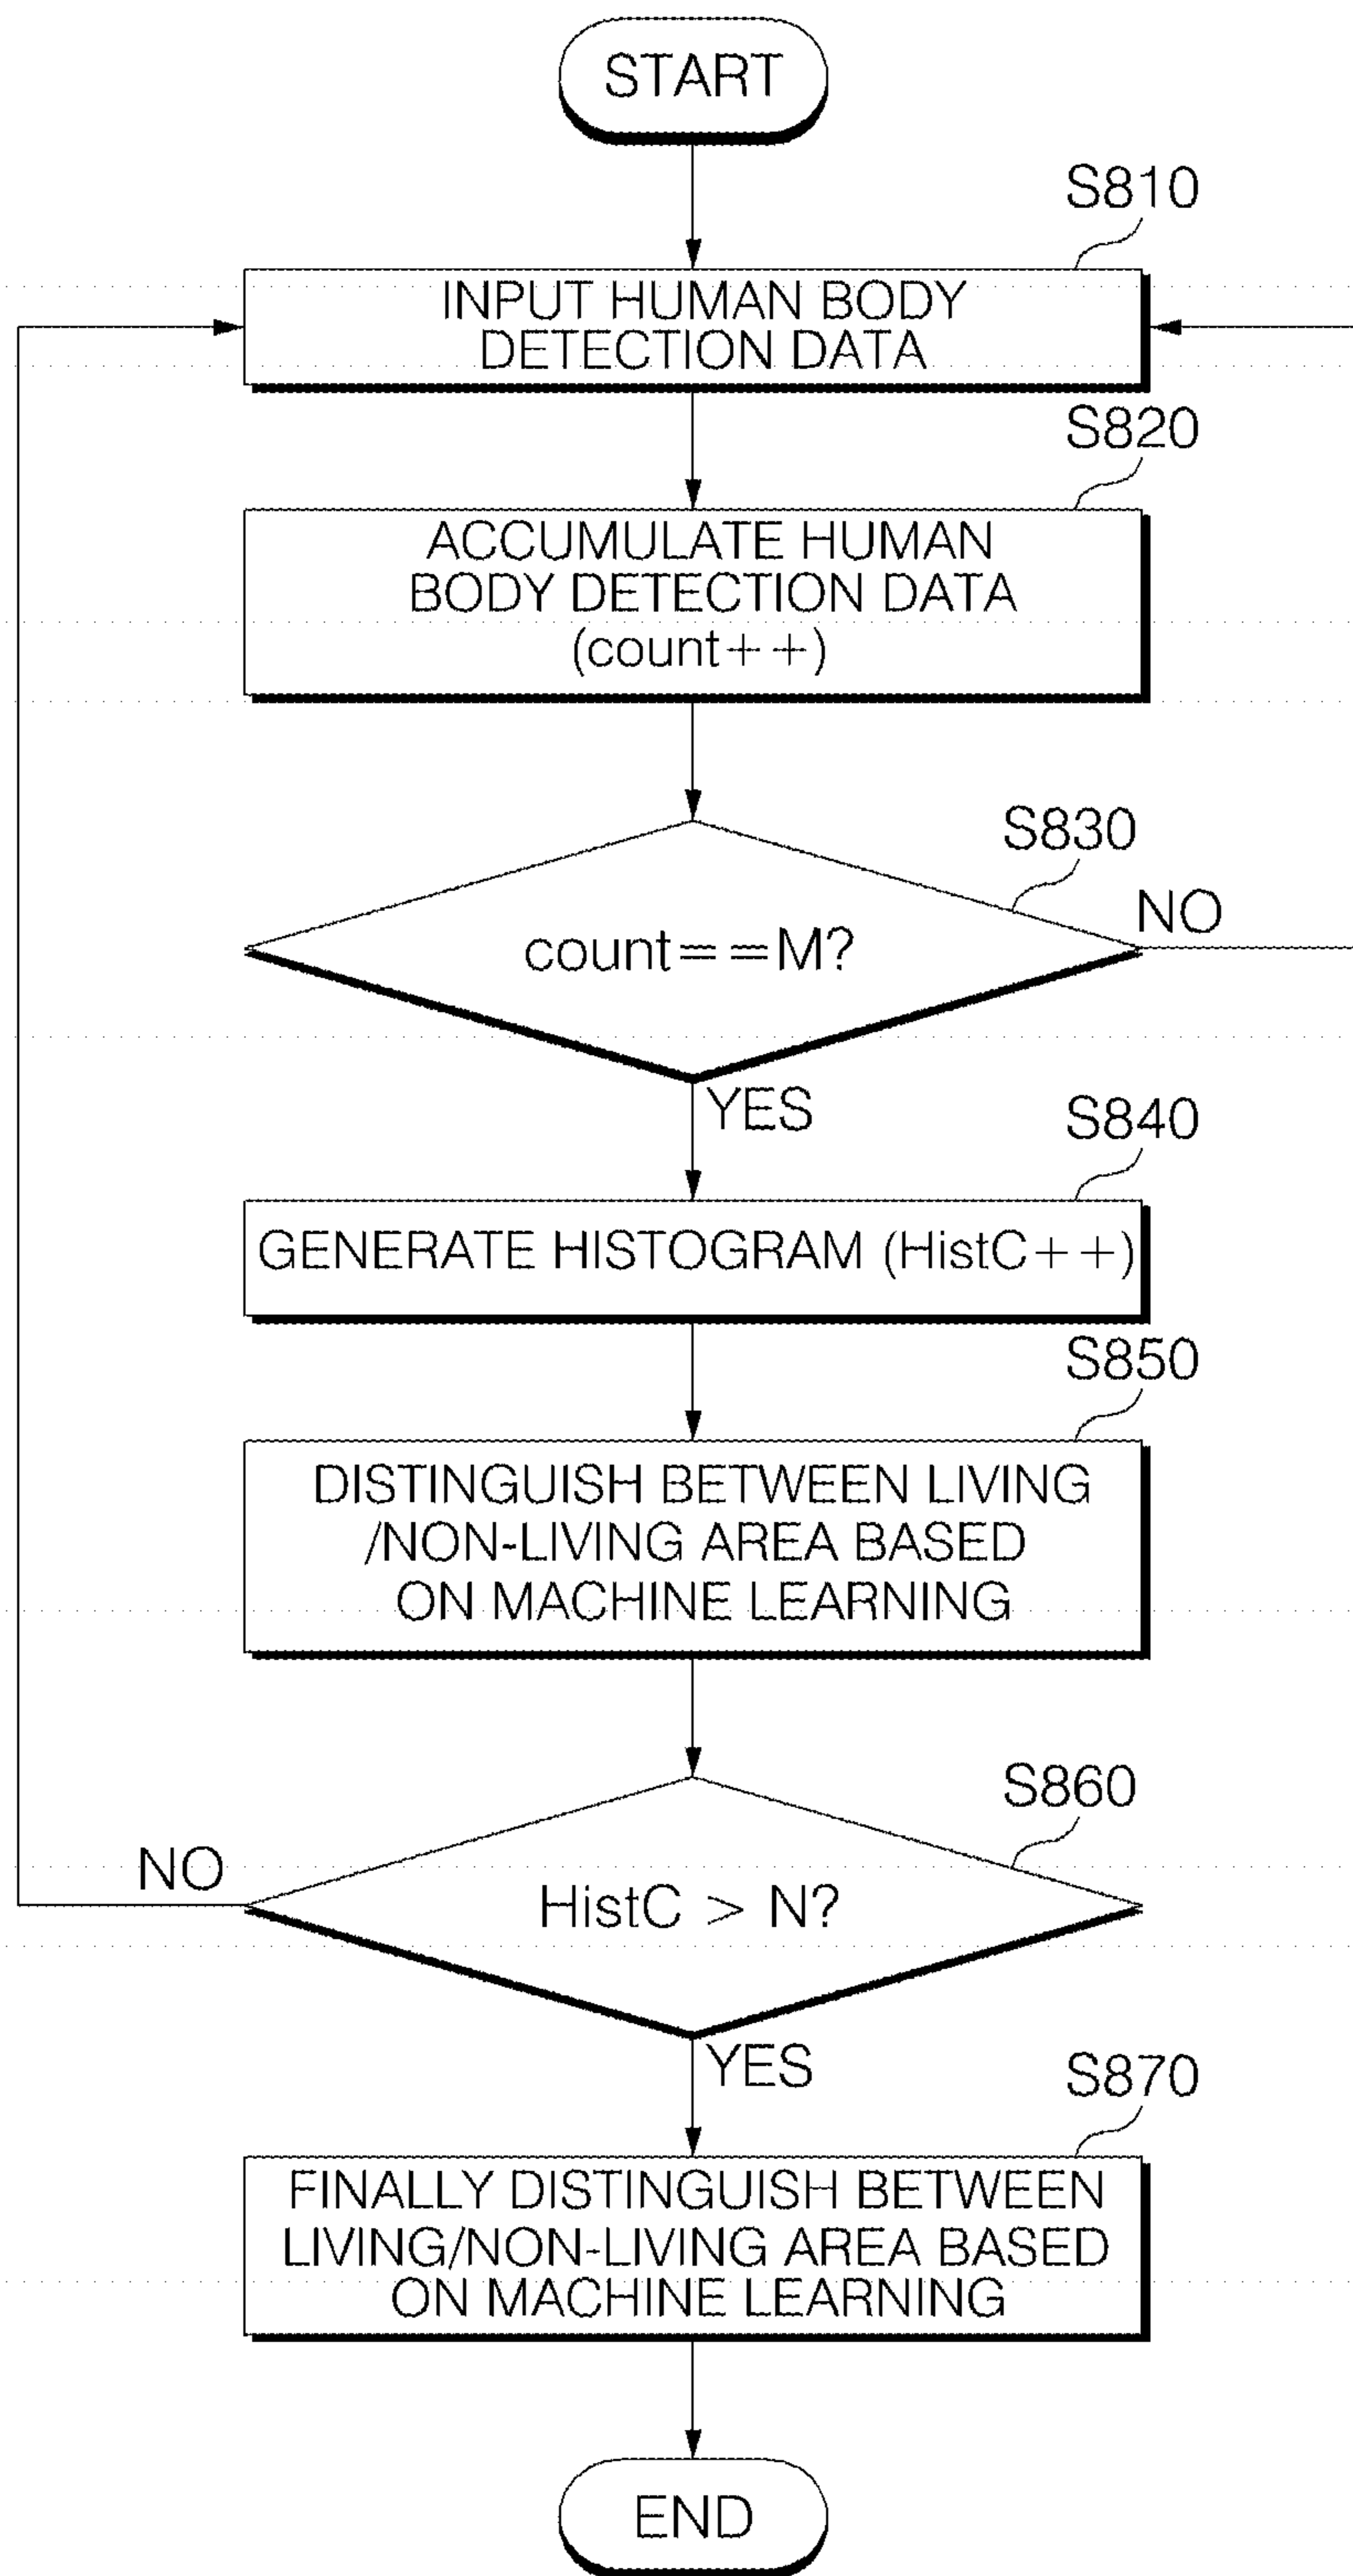 START
S810
INPUT HUMAN BODY
DETECTION DATA
S820
ACCUMULATE HUMAN
BODY DETECTION DATA
(count++)
S830
count==M?
NO
YES
S840
GENERATE HISTOGRAM (HistC++)
S850
DISTINGUISH BETWEEN LIVING
/NON-LIVING AREA BASED
ON MACHINE LEARNING
S860
NO
HistC > N?
YES
S870
FINALLY DISTINGUISH BETWEEN
LIVING/NON-LIVING AREA BASED
ON MACHINE LEARNING
END